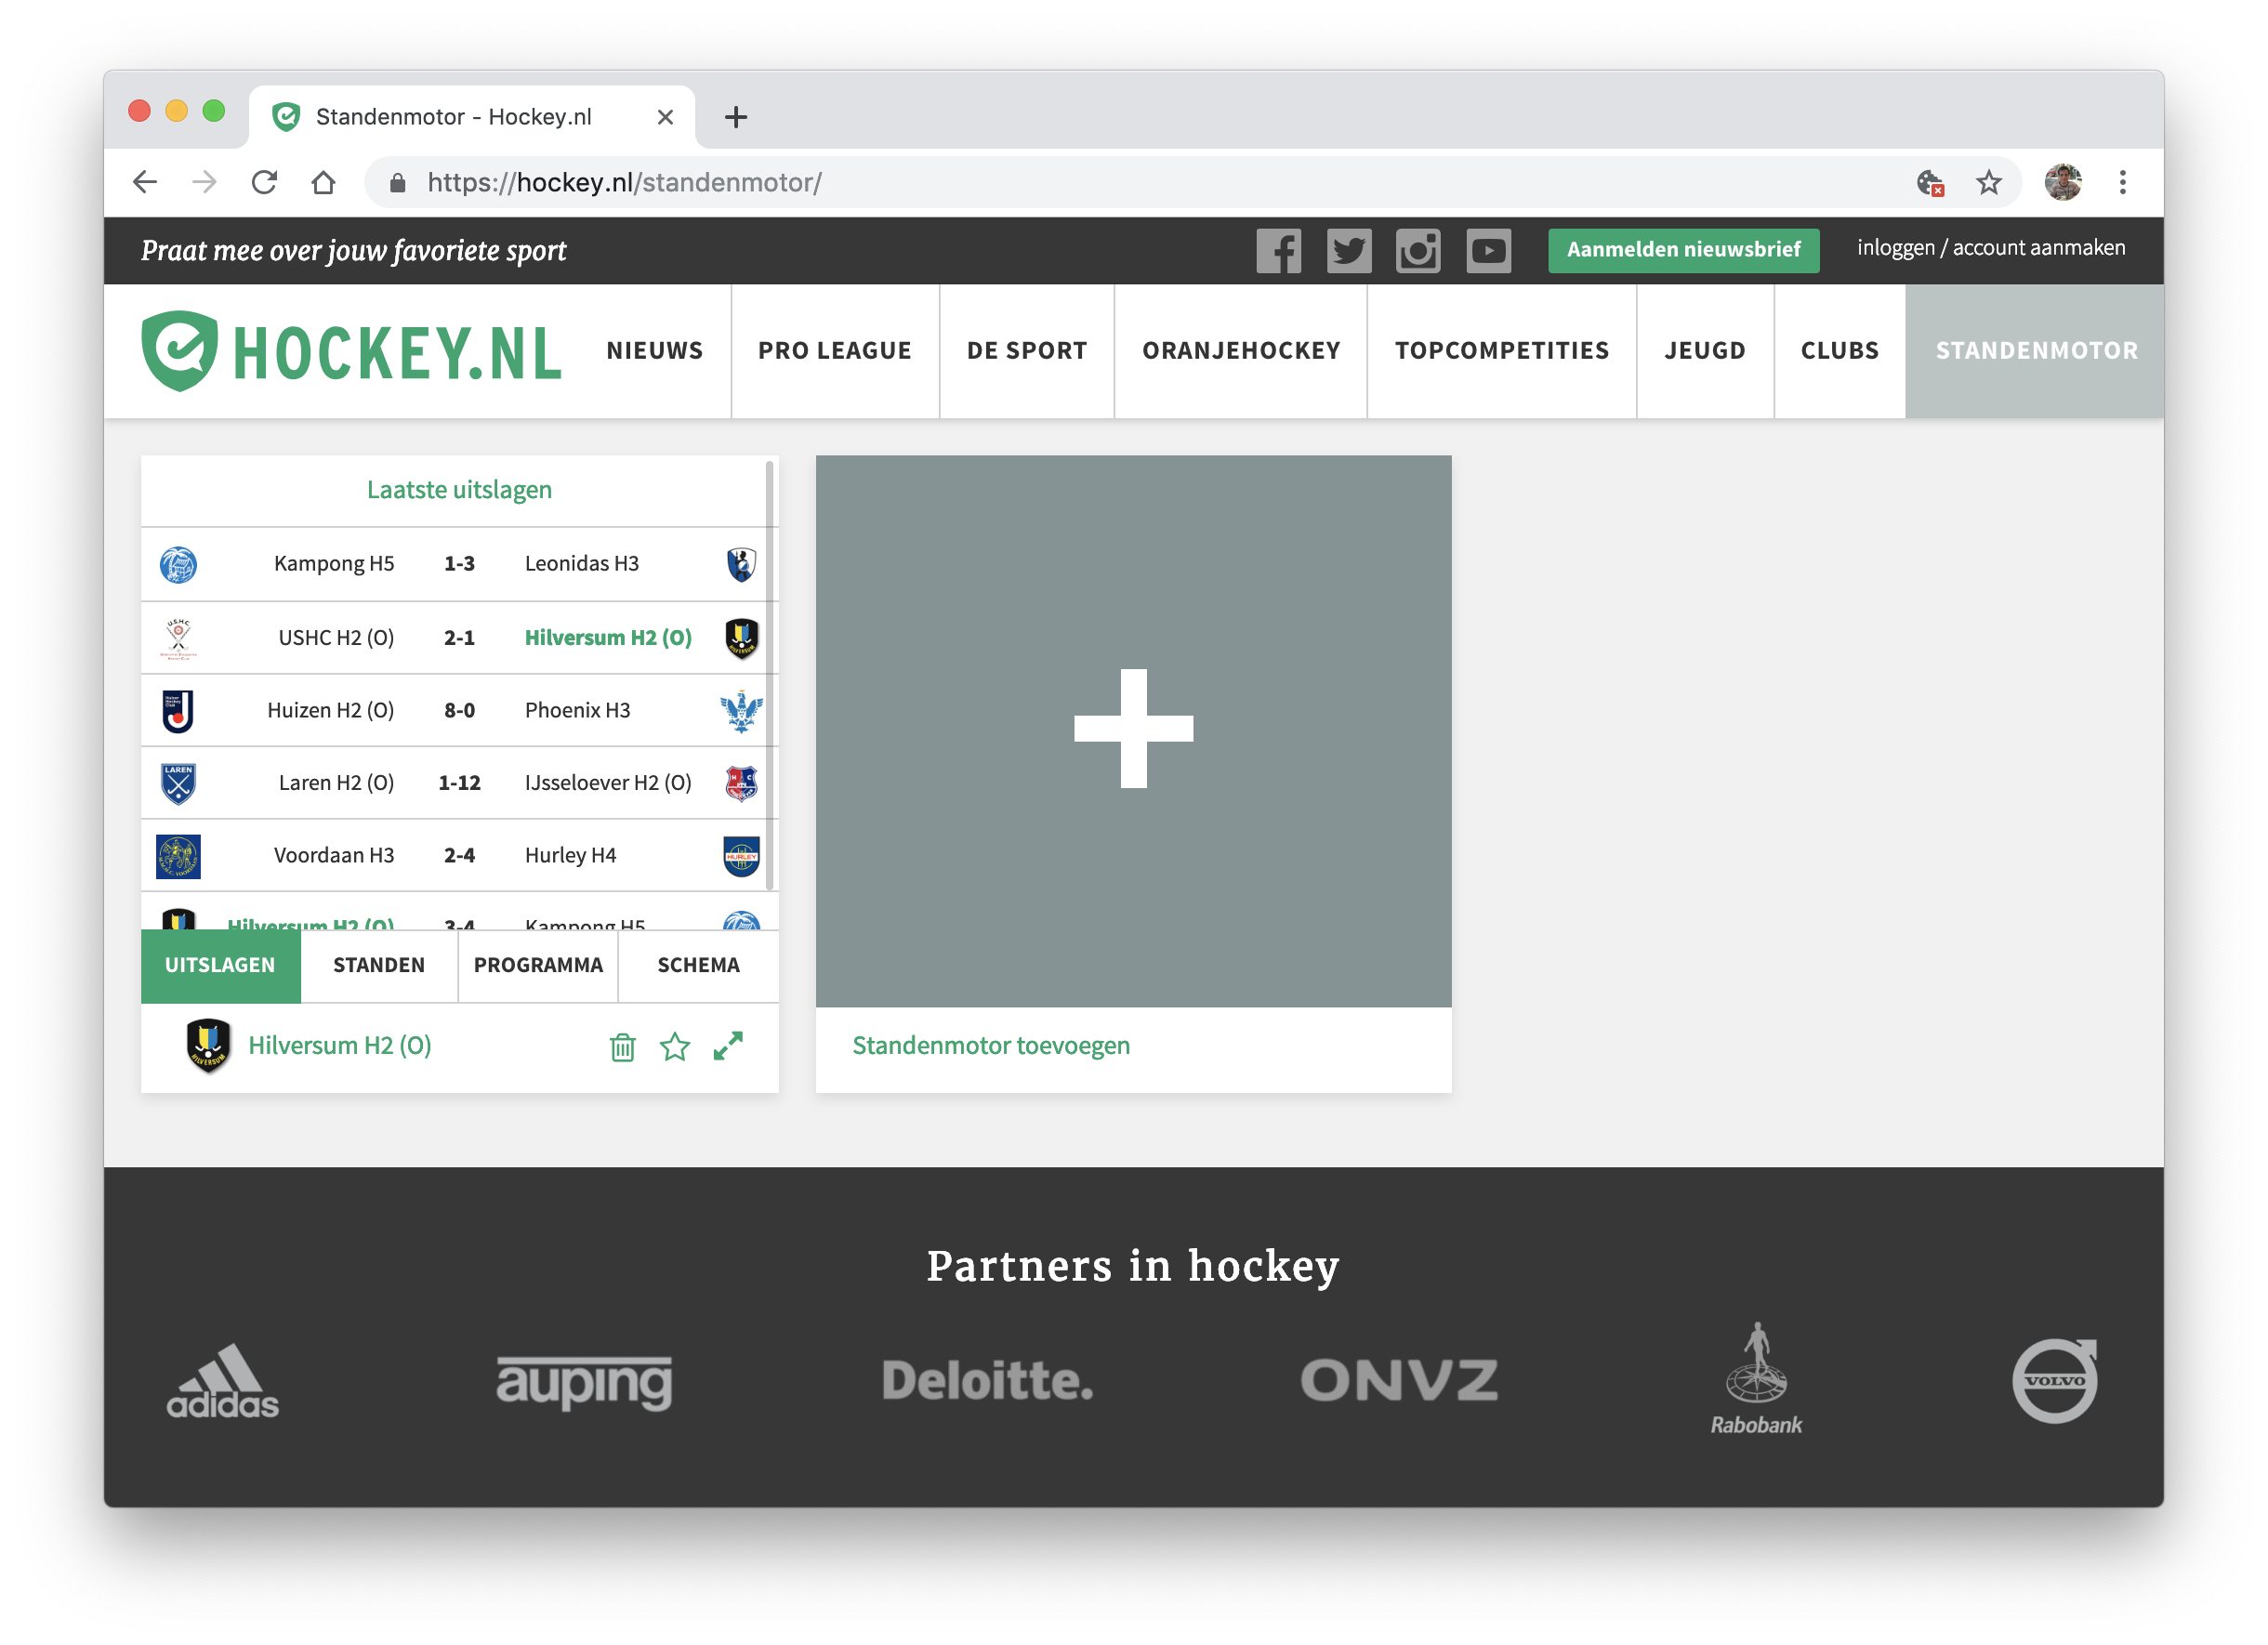 Standenmotor - Hockey.nl
https://hockey.nl/standenmotor/
Praat mee over jouw favoriete sport
Aanmelden nieuwsbrief
inloggen / account aanmaken
HOCKEY.NL
NIEUWS
PRO LEAGUE
DE SPORT
ORANJEHOCKEY
TOPCOMPETITIES
JEUGD
CLUBS
STANDENMOTOR
Laatste uitslagen
Kampong H5 1-3 Leonidas H3
USHC H2 (O) 2-1 Hilversum H2 (O)
Huizen H2 (O) 8-0 Phoenix H3
Laren H2 (O) 1-12 IJsseloever H2 (O)
Voordaan H3 2-4 Hurley H4
Hilversum H2 (O) 3-4 Kampong H5
UITSLAGEN
STANDEN
PROGRAMMA
SCHEMA
Hilversum H2 (O)
Standenmotor toevoegen
Partners in hockey
adidas
auping
Deloitte.
ONVZ
Rabobank
VOLVO